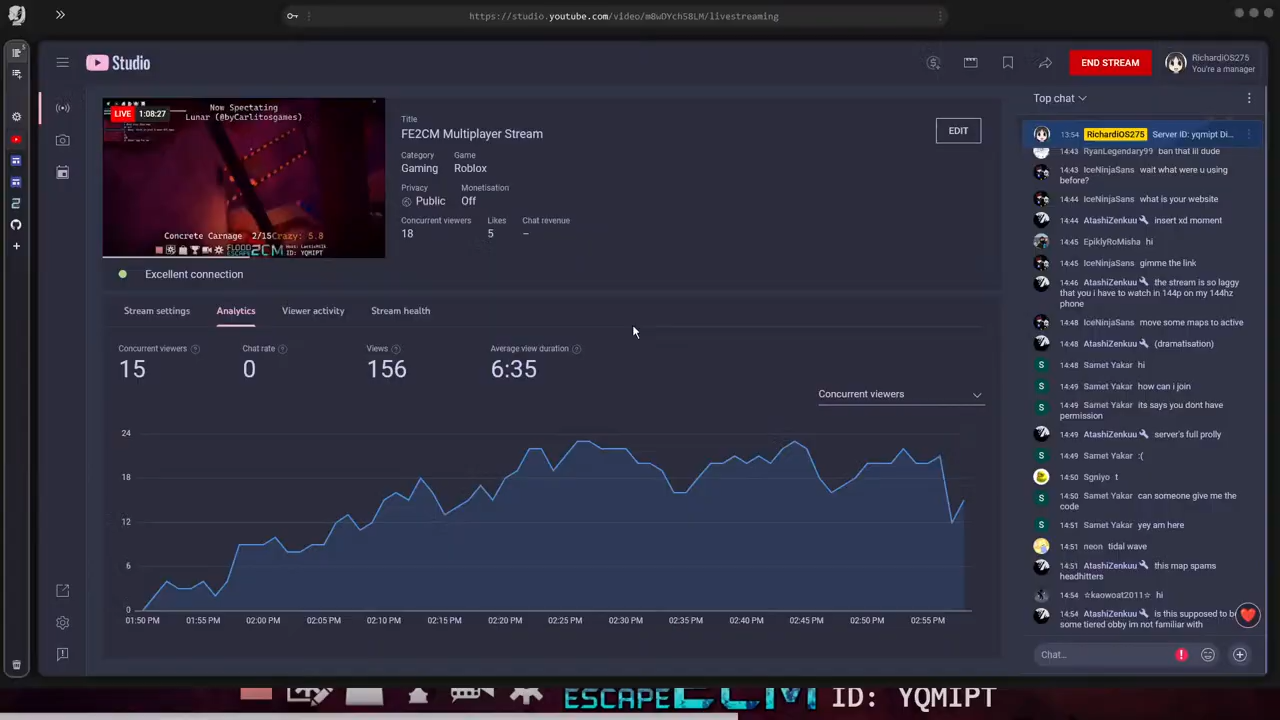 https://studio.youtube.com/video/mBwDYch58LM/livestreaming
Studio
END STREAM
RichardiOS275
You're a manager
LIVE 1:08:27
Now Spectating
Lunar (@byCarlitosgames)
Concrete Carnage 2/15Crazy: 5.8
FLOOD
ESCAPE 2CM
ID: YQMIPT
Title
FE2CM Multiplayer Stream
EDIT
Category Game
Gaming Roblox
Privacy Monetisation
Public Off
Concurrent viewers Likes Chat revenue
18 5 –
Excellent connection
Stream settings Analytics Viewer activity Stream health
Concurrent viewers Chat rate Views Average view duration
15 0 156 6:35
Concurrent viewers
24
18
12
6
0
01:50 PM 01:55 PM 02:00 PM 02:05 PM 02:10 PM 02:15 PM 02:20 PM 02:25 PM 02:30 PM 02:35 PM 02:40 PM 02:45 PM 02:50 PM 02:55 PM
Top chat
13:54 RichardiOS275 Server ID: yqmipt Di...
14:43 RyanLegendary99 ban that lil dude
14:43 IceNinjaSans wait what were u using
before?
14:44 IceNinjaSans what is your website
14:44 AtashiZenkuu insert xd moment
14:45 EpiklyRoMisha hi
14:45 IceNinjaSans gimme the link
14:46 AtashiZenkuu the stream is so laggy
that you i have to watch in 144p on my 144hz
phone
14:48 IceNinjaSans move some maps to active
14:48 AtashiZenkuu (dramatisation)
14:48 Samet Yakar hi
14:49 Samet Yakar how can i join
14:49 Samet Yakar its says you dont have
permission
14:49 AtashiZenkuu server's full prolly
14:49 Samet Yakar :(
14:50 Sgniyo t
14:50 Samet Yakar can someone give me the
code
14:51 Samet Yakar yey am here
14:51 neon tidal wave
14:51 AtashiZenkuu this map spams
headhitters
14:54 ☆kaowoat2011☆ hi
14:54 AtashiZenkuu is this supposed to be
some tiered obby im not familiar with
Chat...
ESCAPE 2CM ID: YQMIPT